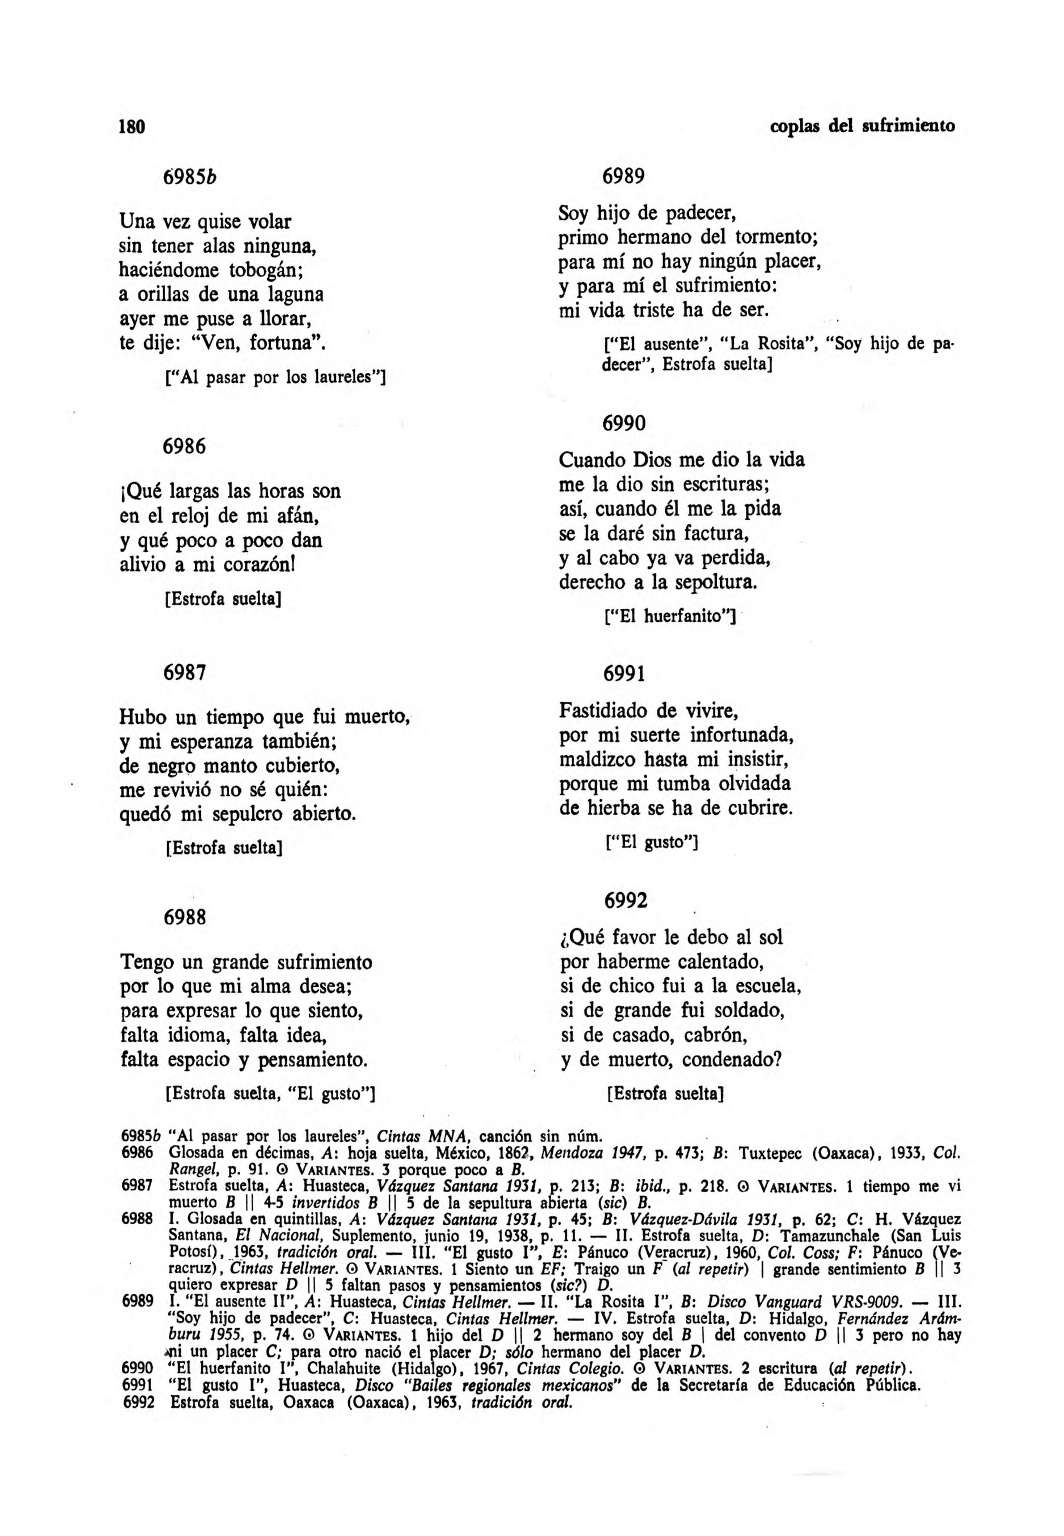 180
coplas del sufrimiento
6985b
Una vez quise volar
sin tener alas ninguna,
haciéndome tobogán;
a orillas de una laguna
ayer me puse a llorar,
te dije: “Ven, fortuna”.
[“Al pasar por los laureles”]
6986
¡Qué largas las horas son
en el reloj de mi afán,
y qué poco a poco dan
alivio a mi corazón!
[Estrofa suelta]
6987
Hubo un tiempo que fui muerto,
y mi esperanza también;
de negro manto cubierto,
me revivió no sé quién:
quedó mi sepulcro abierto.
[Estrofa suelta]
6988
Tengo un grande sufrimiento
por lo que mi alma desea;
para expresar lo que siento,
falta idioma, falta idea,
falta espacio y pensamiento.
[Estrofa suelta, “El gusto”]
6989
Soy hijo de padecer,
primo hermano del tormento;
para mí no hay ningún placer,
y para mí el sufrimiento:
mi vida triste ha de ser.
[“El ausente”, “La Rosita”, “Soy hijo de pa-
decer”, Estrofa suelta]
6990
Cuando Dios me dio la vida
me la dio sin escrituras;
así, cuando él me la pida
se la daré sin factura,
y al cabo ya va perdida,
derecho a la sepoltura.
[“El huerfanito”]
6991
Fastidiado de vivire,
por mi suerte infortunada,
maldizco hasta mi insistir,
porque mi tumba olvidada
de hierba se ha de cubrire.
[“El gusto”]
6992
¿Qué favor le debo al sol
por haberme calentado,
si de chico fui a la escuela,
si de grande fui soldado,
si de casado, cabrón,
y de muerto, condenado?
[Estrofa suelta]
6985b “Al pasar por los laureles”, Cintas MNA, canción sin núm.
6986 Glosada en décimas, A: hoja suelta, México, 1862, Mendoza 1947, p. 473; B: Tuxtepec (Oaxaca), 1933, Col.
Rangel, p. 91. ⊙ VARIANTES. 3 porque poco a B.
6987 Estrofa suelta, A: Huasteca, Vázquez Santana 1931, p. 213; B: ibid., p. 218. ⊙ VARIANTES. 1 tiempo me vi
muerto B || 4-5 invertidos B || 5 de la sepultura abierta (sic) B.
6988 I. Glosada en quintillas, A: Vázquez Santana 1931, p. 45; B: Vázquez-Dávila 1931, p. 62; C: H. Vázquez
Santana, El Nacional, Suplemento, junio 19, 1938, p. 11. — II. Estrofa suelta, D: Tamazunchale (San Luis
Potosí), 1963, tradición oral. — III. “El gusto I”, E: Pánuco (Veracruz), 1960, Col. Coss; F: Pánuco (Ve-
racruz), Cintas Hellmer. ⊙ VARIANTES. 1 Siento un EF; Traigo un F (al repetir) | grande sentimiento B || 3
quiero expresar D || 5 faltan pasos y pensamientos (sic?) D.
6989 I. “El ausente II”, A: Huasteca, Cintas Hellmer. — II. “La Rosita I”, B: Disco Vanguard VRS-9009. — III.
“Soy hijo de padecer”, C: Huasteca, Cintas Hellmer. — IV. Estrofa suelta, D: Hidalgo, Fernández Arám-
buru 1955, p. 74. ⊙ VARIANTES. 1 hijo del D || 2 hermano soy del B | del convento D || 3 pero no hay
ni un placer C; para otro nació el placer D; sólo hermano del placer D.
6990 “El huerfanito I”, Chalahuite (Hidalgo), 1967, Cintas Colegio. ⊙ VARIANTES. 2 escritura (al repetir).
6991 “El gusto I”, Huasteca, Disco “Bailes regionales mexicanos” de la Secretaría de Educación Pública.
6992 Estrofa suelta, Oaxaca (Oaxaca), 1963, tradición oral.